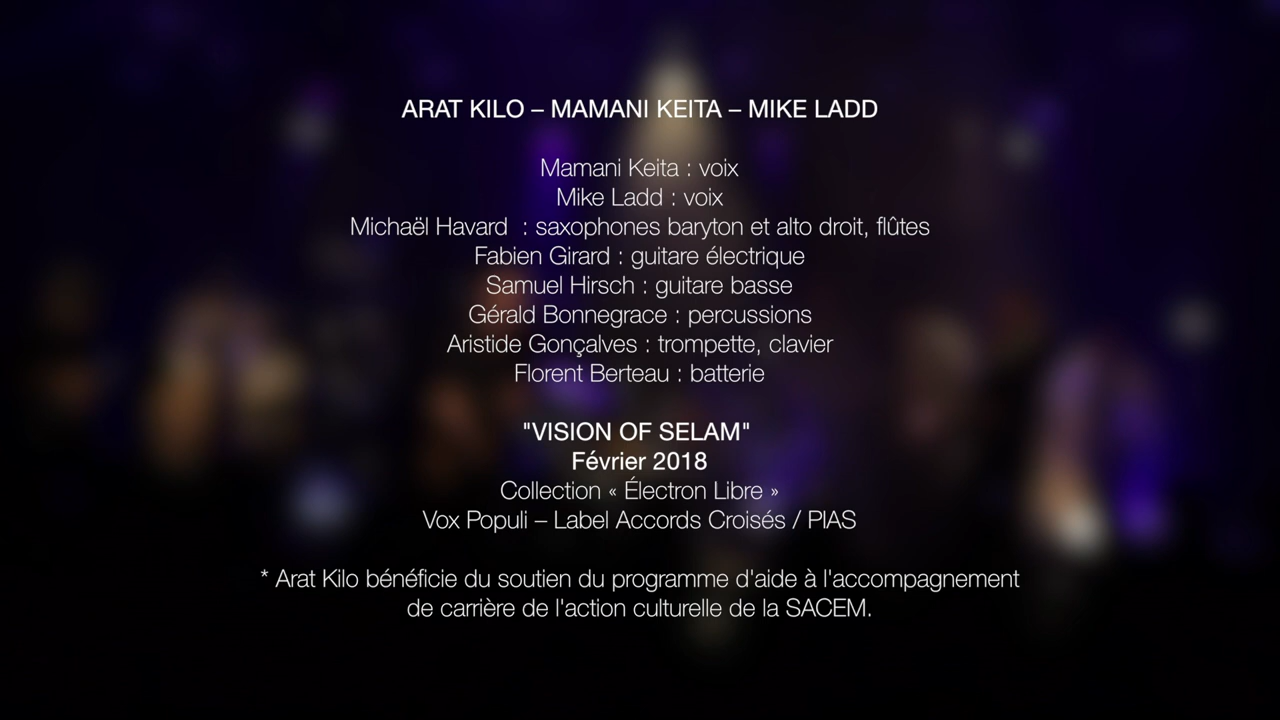 ARAT KILO – MAMANI KEITA – MIKE LADD
Mamani Keita : voix
Mike Ladd : voix
Michaël Havard  : saxophones baryton et alto droit, flûtes
Fabien Girard : guitare électrique
Samuel Hirsch : guitare basse
Gérald Bonnegrace : percussions
Aristide Gonçalves : trompette, clavier
Florent Berteau : batterie
"VISION OF SELAM"
Février 2018
Collection « Électron Libre »
Vox Populi – Label Accords Croisés / PIAS
* Arat Kilo bénéficie du soutien du programme d'aide à l'accompagnement
de carrière de l'action culturelle de la SACEM.